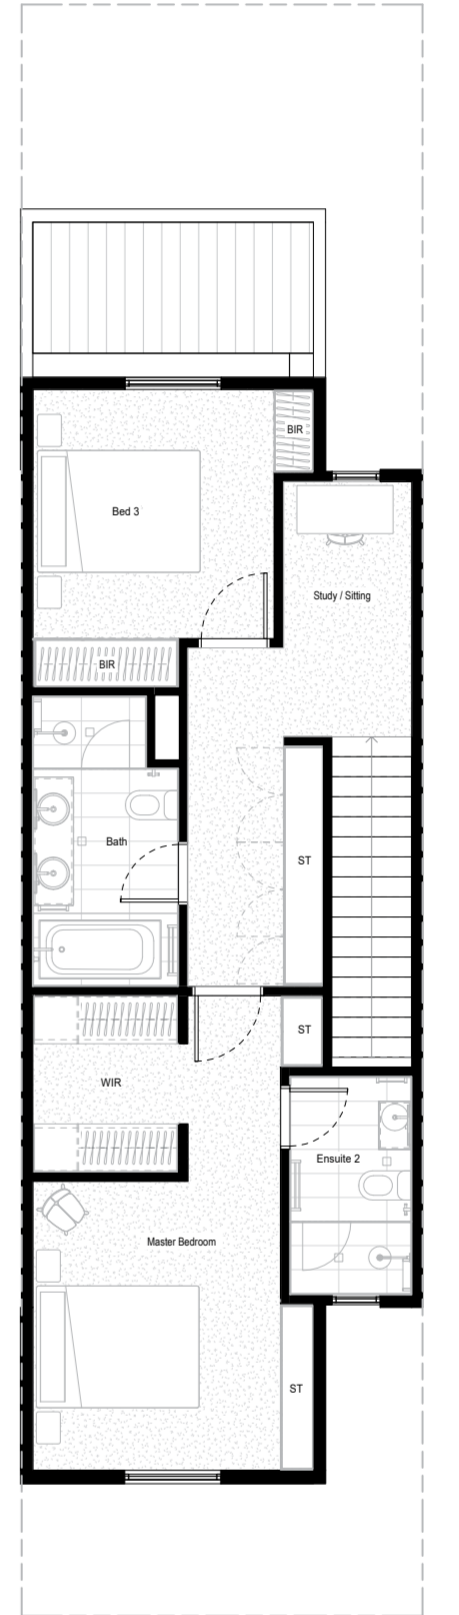 BIR
Bed 3
Study / Sitting
BIR
Bath
ST
ST
WIR
Ensuite 2
Master Bedroom
ST